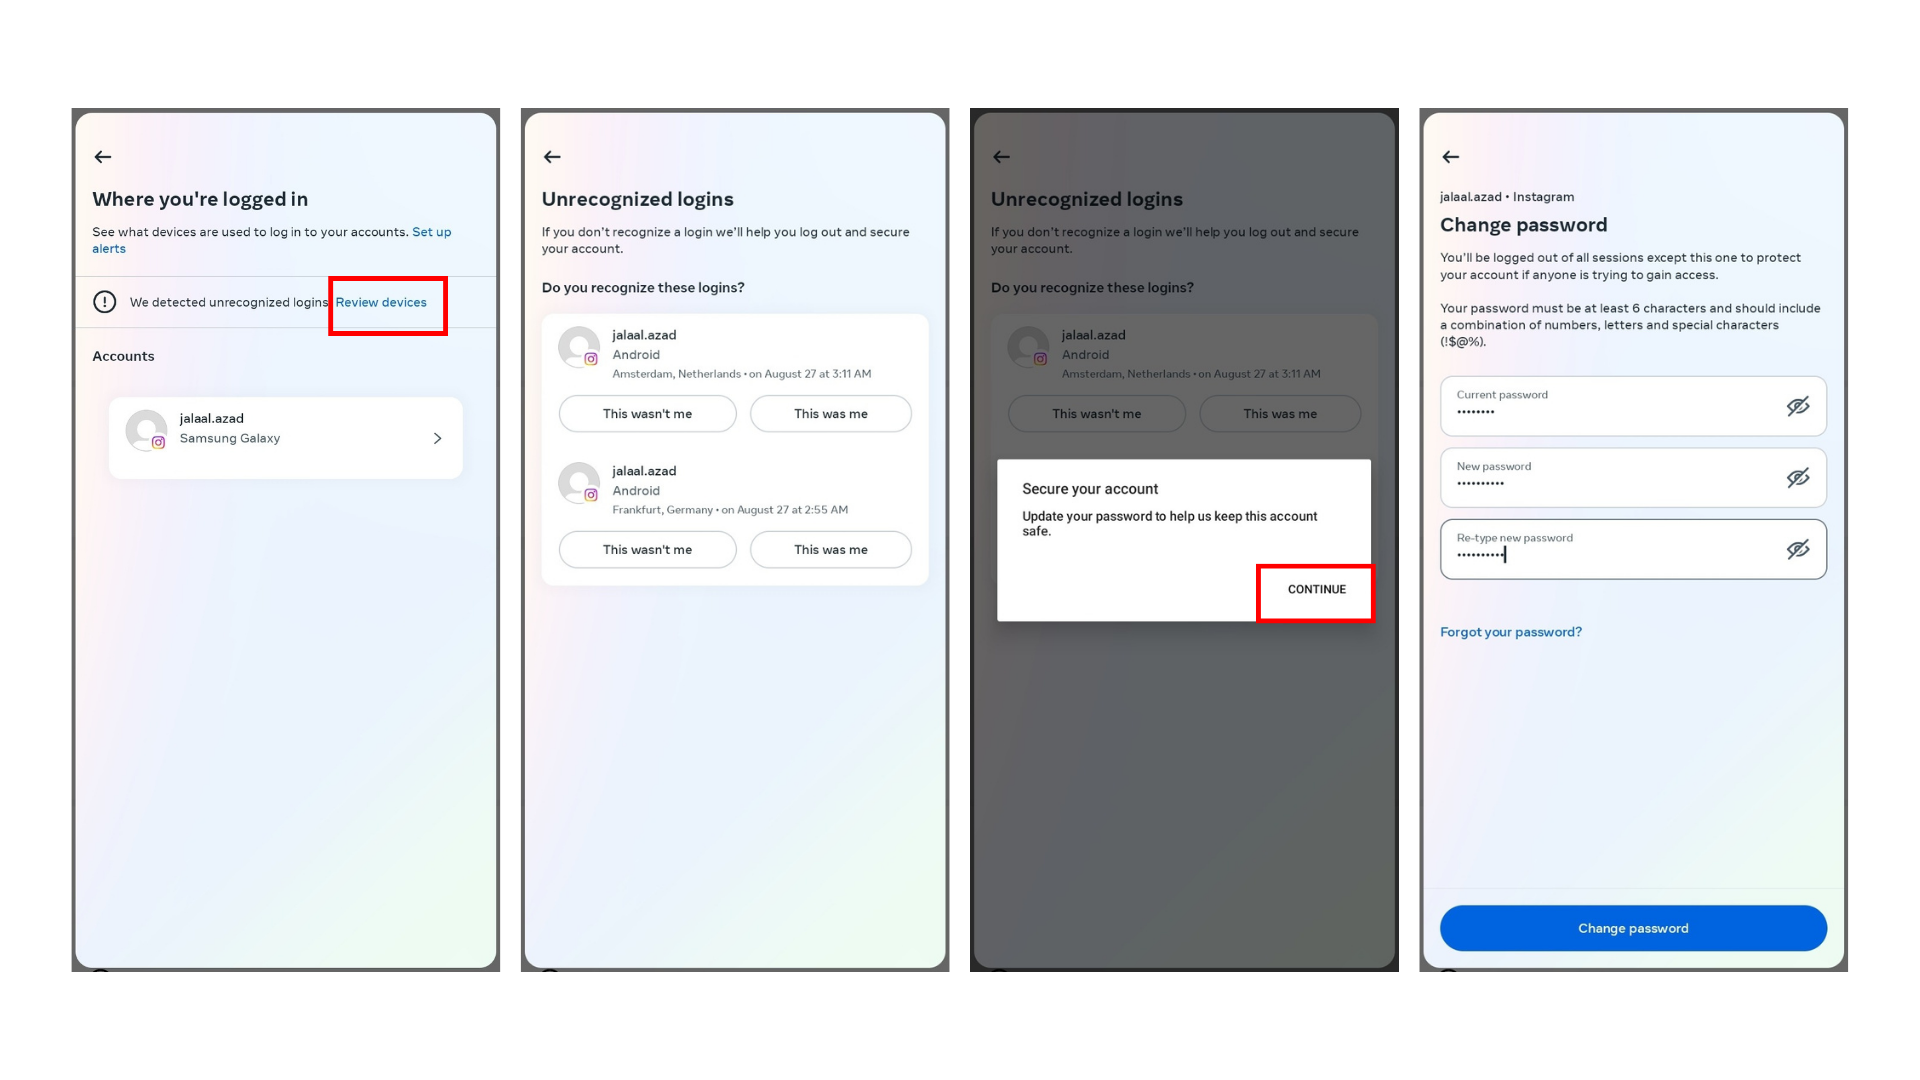 Where you're logged in
See what devices are used to log in to your accounts. Set up
alerts
We detected unrecognized logins Review devices
Accounts
jalaal.azad
Samsung Galaxy
Unrecognized logins
If you don't recognize a login we'll help you log out and secure
your account.
Do you recognize these logins?
jalaal.azad
Android
Amsterdam, Netherlands • on August 27 at 3:11 AM
This wasn't me
This was me
jalaal.azad
Android
Frankfurt, Germany • on August 27 at 2:55 AM
This wasn't me
This was me
Unrecognized logins
If you don't recognize a login we'll help you log out and secure
your account.
Do you recognize these logins?
jalaal.azad
Android
Amsterdam, Netherlands • on August 27 at 3:11 AM
This wasn't me
This was me
Secure your account
Update your password to help us keep this account
safe.
CONTINUE
jalaal.azad • Instagram
Change password
You'll be logged out of all sessions except this one to protect
your account if anyone is trying to gain access.
Your password must be at least 6 characters and should include
a combination of numbers, letters and special characters
(!$@%).
Current password
••••••••
New password
••••••••••
Re-type new password
••••••••••
Forgot your password?
Change password